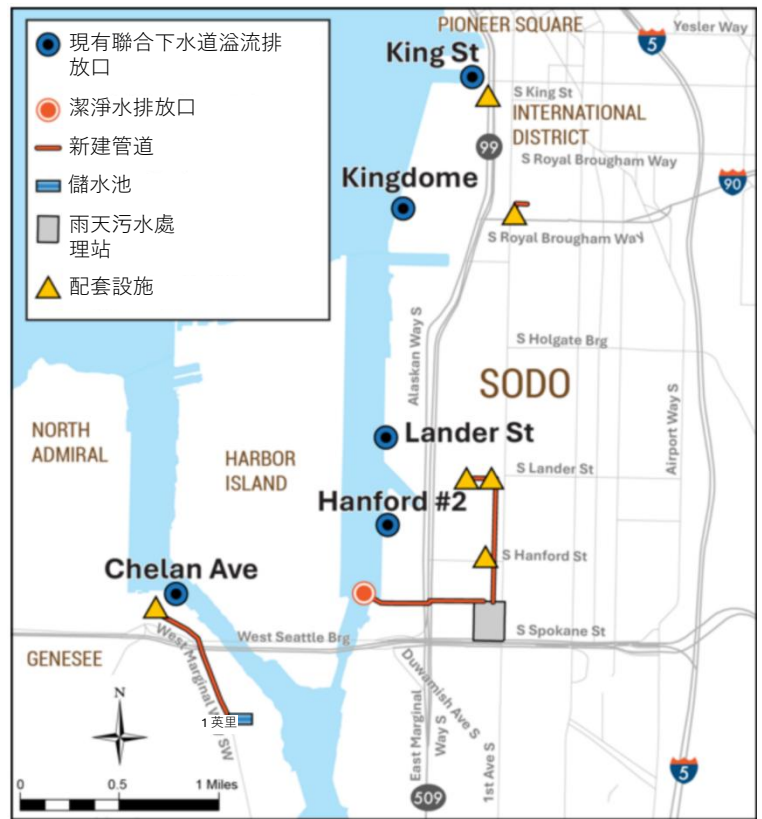 現有聯合下水道溢流排
放口
潔淨水排放口
新建管道
儲水池
雨天污水處
理站
配套設施
PIONEER SQUARE
Yesler Way
5
King St
S King St
INTERNATIONAL
DISTRICT
99
S Royal Brougham Way
90
Kingdome
S Royal Brougham Way
Alaskan Way S
S Holgate Brg
SODO
Airport Way S
NORTH
ADMIRAL
HARBOR
ISLAND
Lander St
S Lander St
Hanford #2
S Hanford St
Chelan Ave
West Seattle Brg
S Spokane St
GENESEE
West Marginal Way SW
Duwamish Ave S
East Marginal
Way S
1st Ave S
N
1 英里
0 0.5 1 Miles
509
5